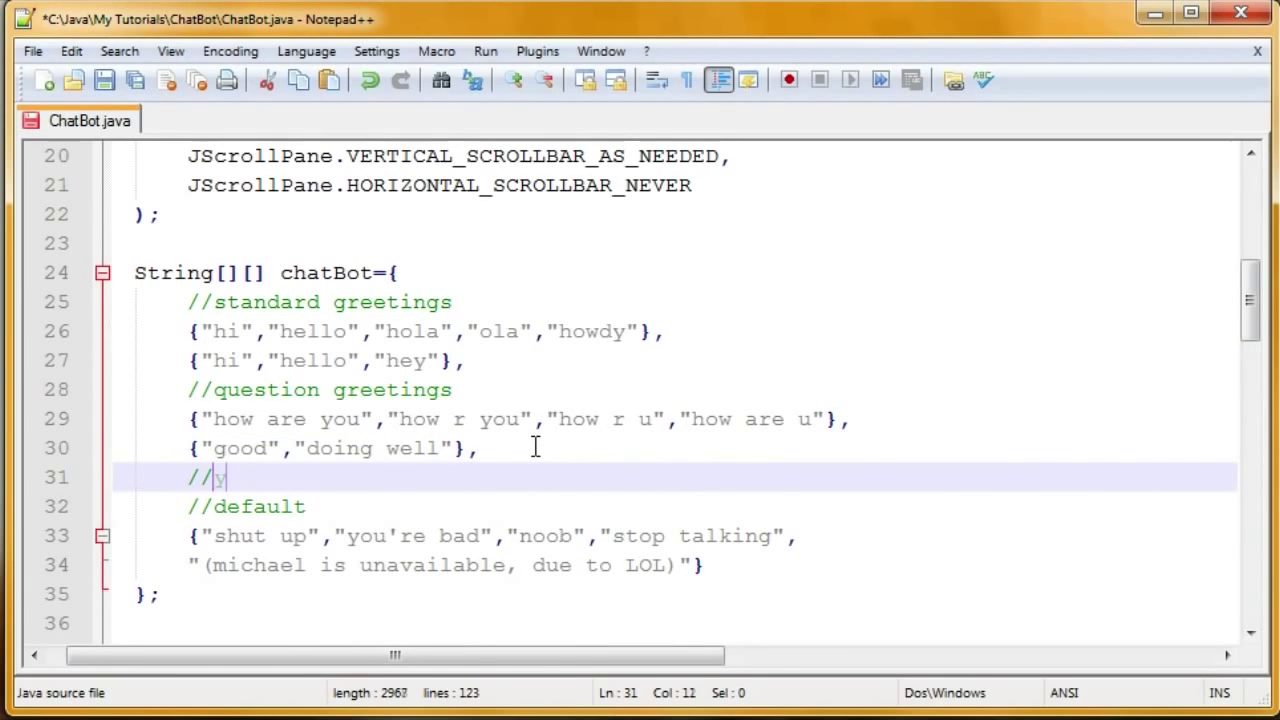 *C:\Java\My Tutorials\ChatBot\ChatBot.java - Notepad++
File Edit Search View Encoding Language Settings Macro Run Plugins Window ? X
ABC
ChatBot.java
20 JScrollPane.VERTICAL_SCROLLBAR_AS_NEEDED,
21 JScrollPane.HORIZONTAL_SCROLLBAR_NEVER
22 );
23
24 String[][] chatBot={
25 //standard greetings
26 {"hi","hello","hola","ola","howdy"},
27 {"hi","hello","hey"},
28 //question greetings
29 {"how are you","how r you","how r u","how are u"},
30 {"good","doing well"},
31 //y
32 //default
33 {"shut up","you're bad","noob","stop talking",
34 "(michael is unavailable, due to LOL)"}
35 };
36
Java source file length : 2967 lines : 123 Ln : 31 Col : 12 Sel : 0 Dos\Windows ANSI INS